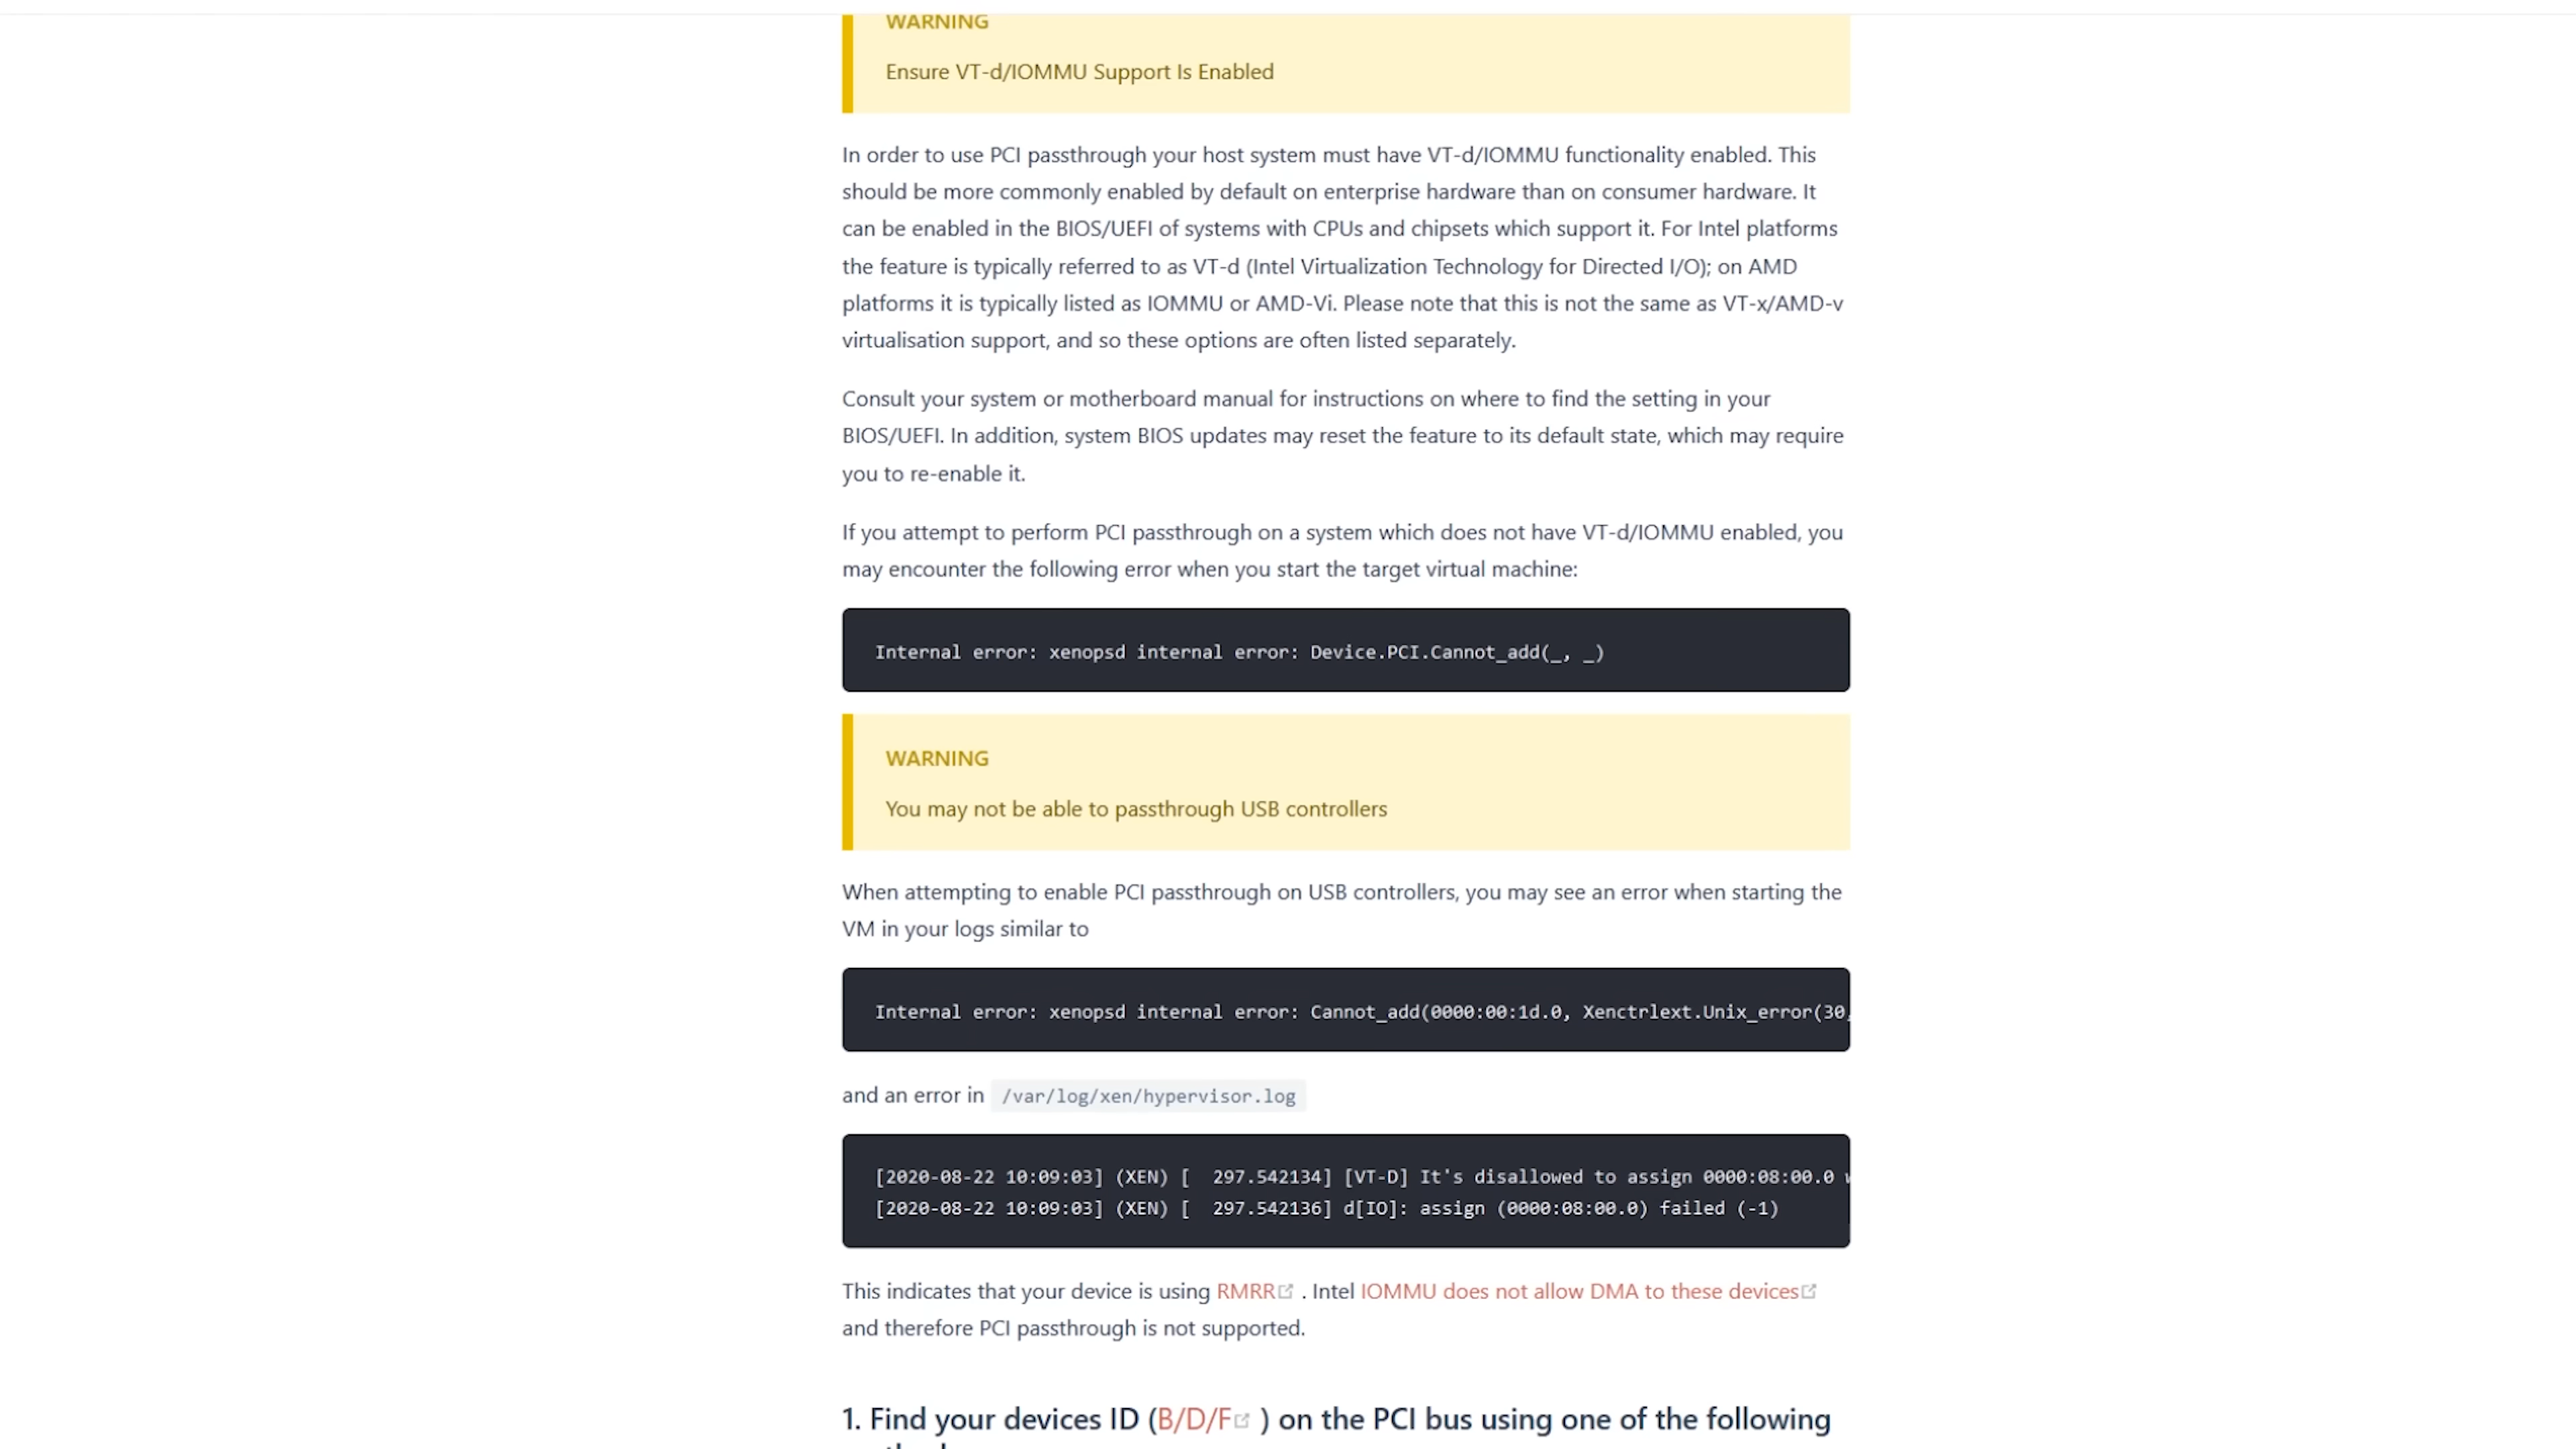 WARNING
Ensure VT-d/IOMMU Support Is Enabled
In order to use PCI passthrough your host system must have VT-d/IOMMU functionality enabled. This
should be more commonly enabled by default on enterprise hardware than on consumer hardware. It
can be enabled in the BIOS/UEFI of systems with CPUs and chipsets which support it. For Intel platforms
the feature is typically referred to as VT-d (Intel Virtualization Technology for Directed I/O); on AMD
platforms it is typically listed as IOMMU or AMD-Vi. Please note that this is not the same as VT-x/AMD-v
virtualisation support, and so these options are often listed separately.
Consult your system or motherboard manual for instructions on where to find the setting in your
BIOS/UEFI. In addition, system BIOS updates may reset the feature to its default state, which may require
you to re-enable it.
If you attempt to perform PCI passthrough on a system which does not have VT-d/IOMMU enabled, you
may encounter the following error when you start the target virtual machine:
Internal error: xenopsd internal error: Device.PCI.Cannot_add(_, _)
WARNING
You may not be able to passthrough USB controllers
When attempting to enable PCI passthrough on USB controllers, you may see an error when starting the
VM in your logs similar to
Internal error: xenopsd internal error: Cannot_add(0000:00:1d.0, Xenctrlext.Unix_error(30,
and an error in /var/log/xen/hypervisor.log
[2020-08-22 10:09:03] (XEN) [  297.542134] [VT-D] It's disallowed to assign 0000:08:00.0
[2020-08-22 10:09:03] (XEN) [  297.542136] d[IO]: assign (0000:08:00.0) failed (-1)
This indicates that your device is using RMRR . Intel IOMMU does not allow DMA to these devices
and therefore PCI passthrough is not supported.
1. Find your devices ID (B/D/F ) on the PCI bus using one of the following